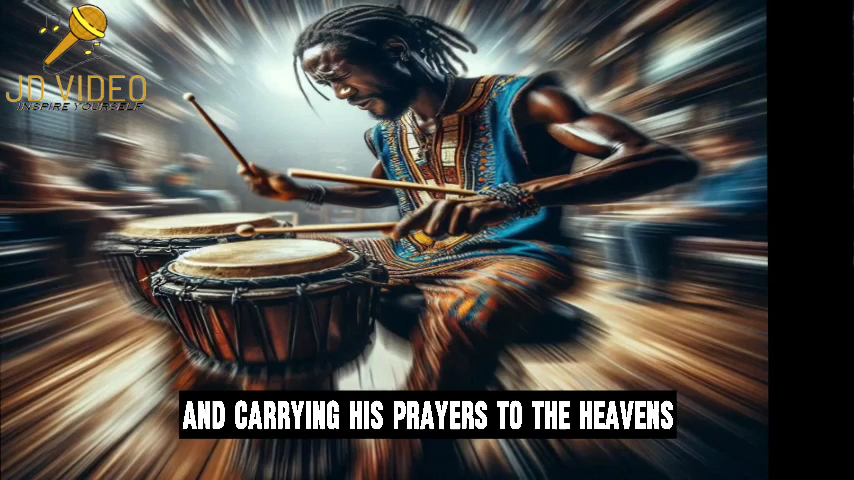 JD VIDEO
INSPIRE YOURSELF
AND CARRYING HIS PRAYERS TO THE HEAVENS